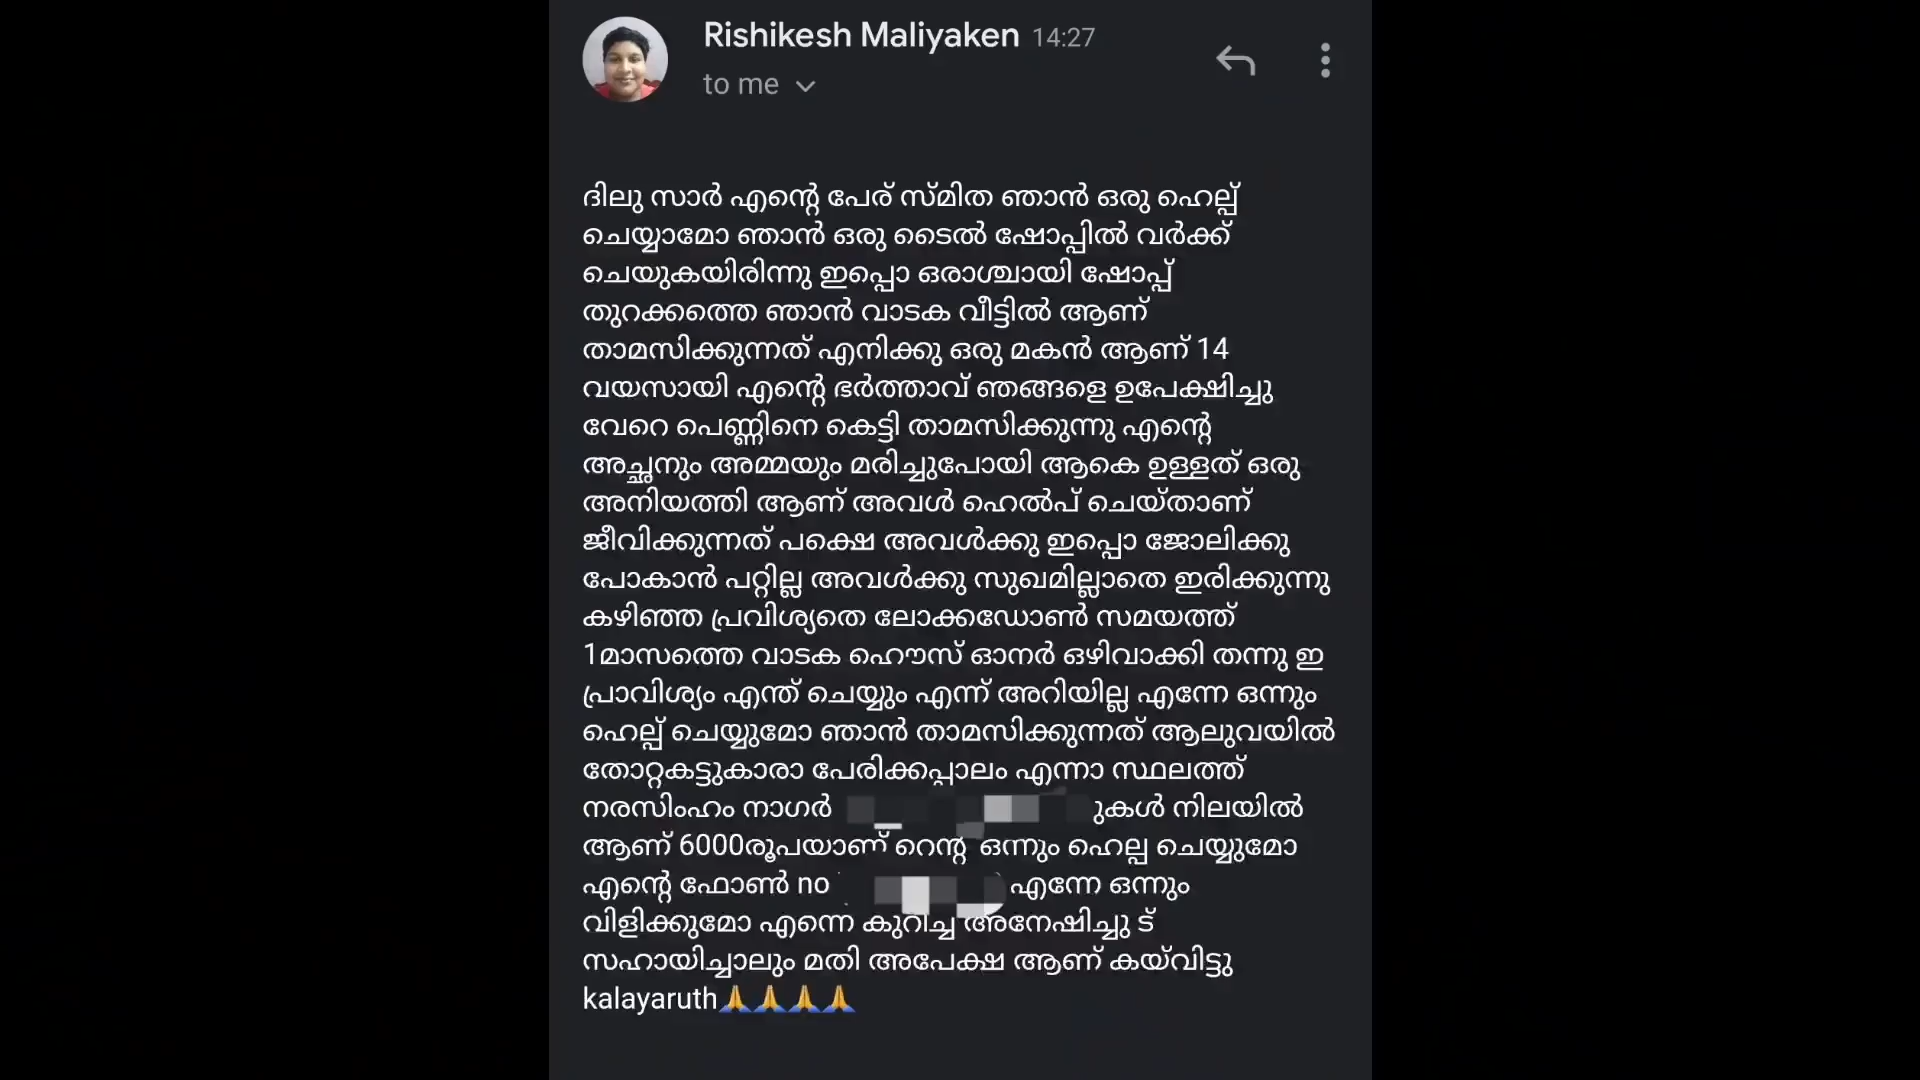 Rishikesh Maliyaken 14:27
to me
ദിലു സാർ എന്റെ പേര് സ്മിത ഞാൻ ഒരു ഹെല്പ്
ചെയ്യാമോ ഞാൻ ഒരു ടൈൽ ഷോപ്പിൽ വർക്ക്
ചെയുകയിരിന്നു ഇപ്പൊ ഒരാശ്ചായി ഷോപ്പ്
തുറക്കത്തെ ഞാൻ വാടക വീട്ടിൽ ആണ്
താമസിക്കുന്നത് എനിക്കു ഒരു മകൻ ആണ് 14
വയസായി എന്റെ ഭർത്താവ് ഞങ്ങളെ ഉപേക്ഷിച്ചു
വേറെ പെണ്ണിനെ കെട്ടി താമസിക്കുന്നു എന്റെ
അച്ഛനും അമ്മയും മരിച്ചുപോയി ആകെ ഉള്ളത് ഒരു
അനിയത്തി ആണ് അവൾ ഹെൽപ് ചെയ്താണ്
ജീവിക്കുന്നത് പക്ഷെ അവൾക്കു ഇപ്പൊ ജോലിക്കു
പോകാൻ പറ്റില്ല അവൾക്കു സുഖമില്ലാതെ ഇരിക്കുന്നു
കഴിഞ്ഞ പ്രവിശ്യതെ ലോക്കഡോൺ സമയത്ത്
1മാസത്തെ വാടക ഹൌസ് ഓനർ ഒഴിവാക്കി തന്നു ഇ
പ്രാവിശ്യം എന്ത് ചെയ്യും എന്ന് അറിയില്ല എന്നേ ഒന്നും
ഹെല്പ് ചെയ്യുമോ ഞാൻ താമസിക്കുന്നത് ആലുവയിൽ
തോറ്റകട്ടുകാരാ പേരിക്കപ്പാലം എന്നാ സ്ഥലത്ത്
നരസിംഹം നാഗർ ുകൾ നിലയിൽ
ആണ് 6000രൂപയാണ് റെന്റ ഒന്നും ഹെല്പ ചെയ്യുമോ
എന്റെ ഫോൺ no എന്നേ ഒന്നും
വിളിക്കുമോ എന്നെ കുറിച്ച അനേഷിച്ചു ട്
സഹായിച്ചാലും മതി അപേക്ഷ ആണ് കയ്‌വിട്ടു
kalayaruth🙏🙏🙏🙏